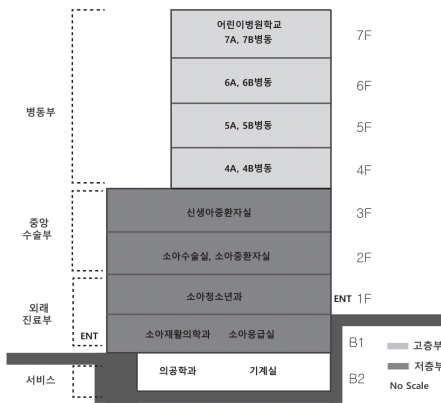 어린이병원학교
7A, 7B병동
7F
6A, 6B병동
6F
병동부
5A, 5B병동
5F
4A, 4B병동
4F
신생아중환자실
3F
중앙
수술부
소아수술실, 소아중환자실
2F
소아청소년과
ENT 1F
외래
진료부
ENT
소아재활의학과 소아응급실
B1
고층부
의공학과 기계실
B2
저층부
서비스
No Scale